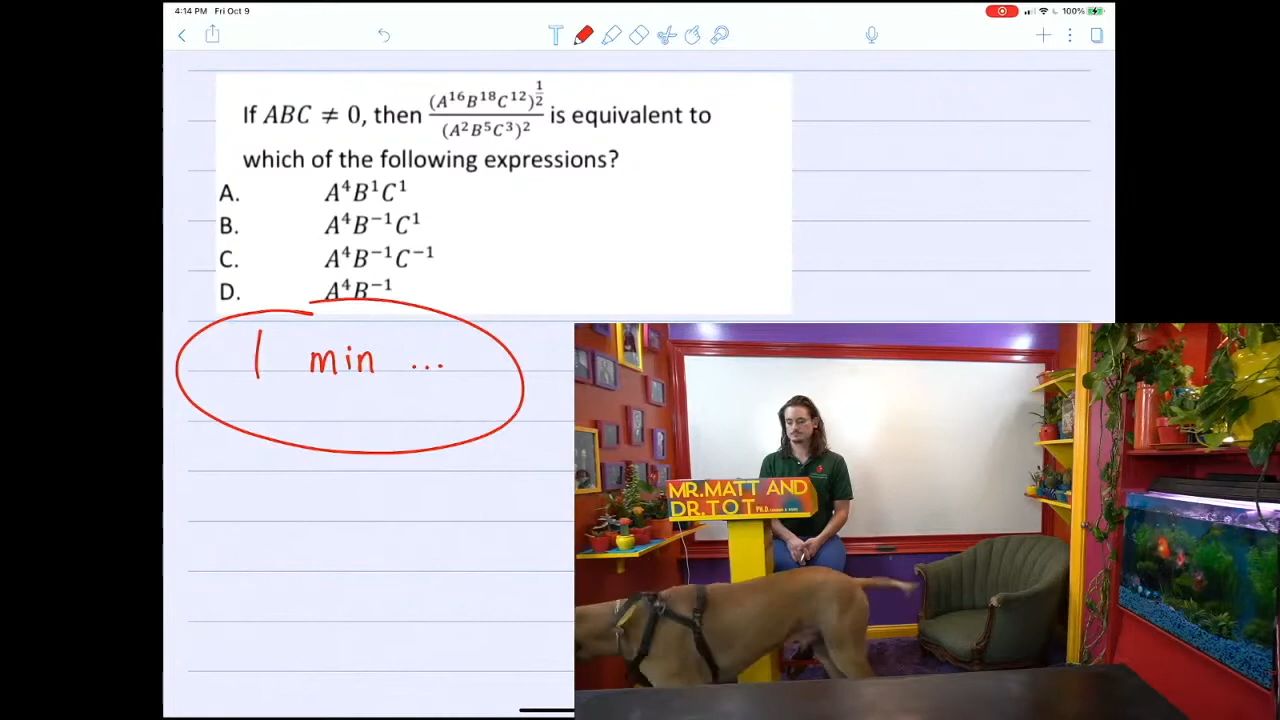 4:14 PM Fri Oct 9
100%
If ABC ≠ 0, then (A¹⁶B¹⁸C¹²)^(1/2) / (A²B⁵C³)² is equivalent to
which of the following expressions?
A. A⁴B¹C¹
B. A⁴B⁻¹C¹
C. A⁴B⁻¹C⁻¹
D. A⁴B⁻¹
1 min ...
MR.MATT AND
DR.TOT PH.D.